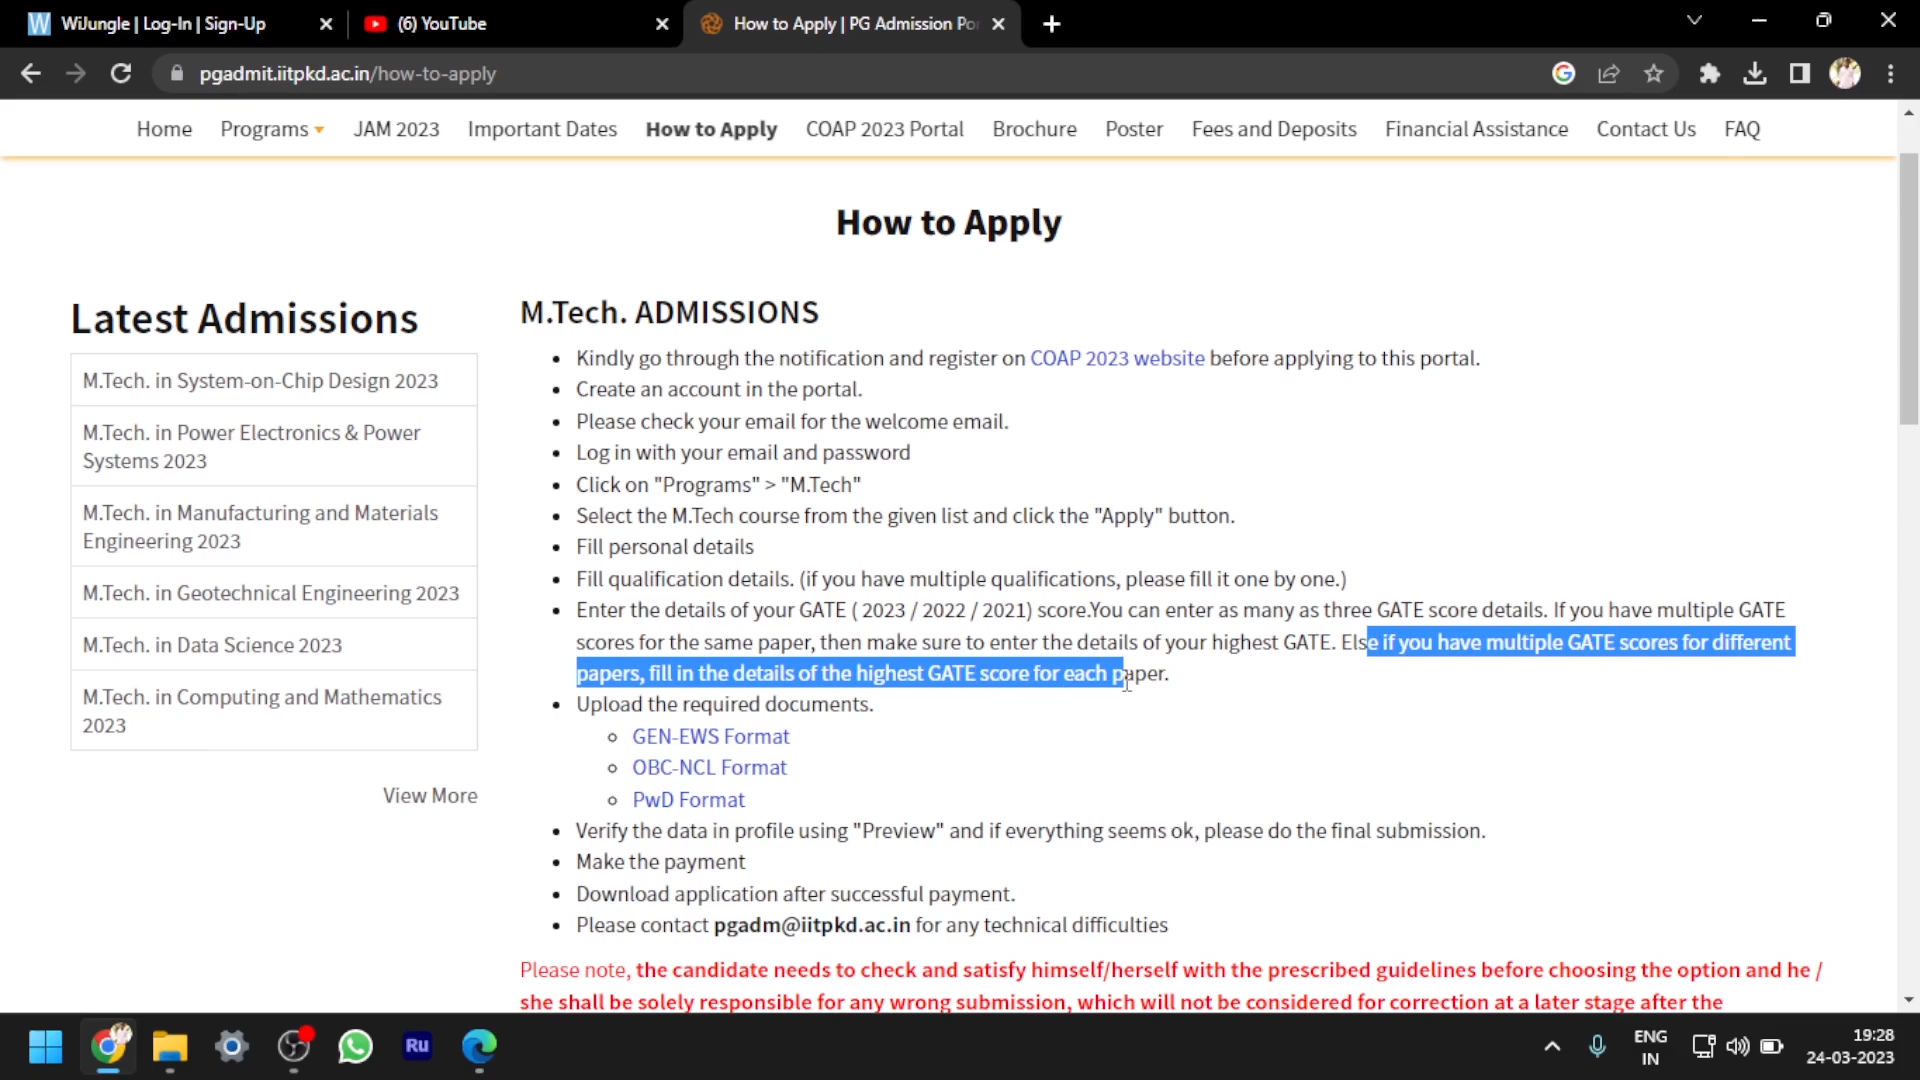 WiJungle | Log-In | Sign-Up
(6) YouTube
How to Apply | PG Admission Po
pgadmit.iitpkd.ac.in/how-to-apply
Home Programs JAM 2023 Important Dates How to Apply COAP 2023 Portal Brochure Poster Fees and Deposits Financial Assistance Contact Us FAQ
How to Apply
Latest Admissions
M.Tech. in System-on-Chip Design 2023
M.Tech. in Power Electronics & Power
Systems 2023
M.Tech. in Manufacturing and Materials
Engineering 2023
M.Tech. in Geotechnical Engineering 2023
M.Tech. in Data Science 2023
M.Tech. in Computing and Mathematics
2023
View More
M.Tech. ADMISSIONS
Kindly go through the notification and register on COAP 2023 website before applying to this portal.
Create an account in the portal.
Please check your email for the welcome email.
Log in with your email and password
Click on "Programs" > "M.Tech"
Select the M.Tech course from the given list and click the "Apply" button.
Fill personal details
Fill qualification details. (if you have multiple qualifications, please fill it one by one.)
Enter the details of your GATE ( 2023 / 2022 / 2021) score.You can enter as many as three GATE score details. If you have multiple GATE
scores for the same paper, then make sure to enter the details of your highest GATE. Else if you have multiple GATE scores for different
papers, fill in the details of the highest GATE score for each paper.
Upload the required documents.
GEN-EWS Format
OBC-NCL Format
PwD Format
Verify the data in profile using "Preview" and if everything seems ok, please do the final submission.
Make the payment
Download application after successful payment.
Please contact pgadm@iitpkd.ac.in for any technical difficulties
Please note, the candidate needs to check and satisfy himself/herself with the prescribed guidelines before choosing the option and he /
she shall be solely responsible for any wrong submission, which will not be considered for correction at a later stage after the
Ru
ENG
IN
19:28
24-03-2023